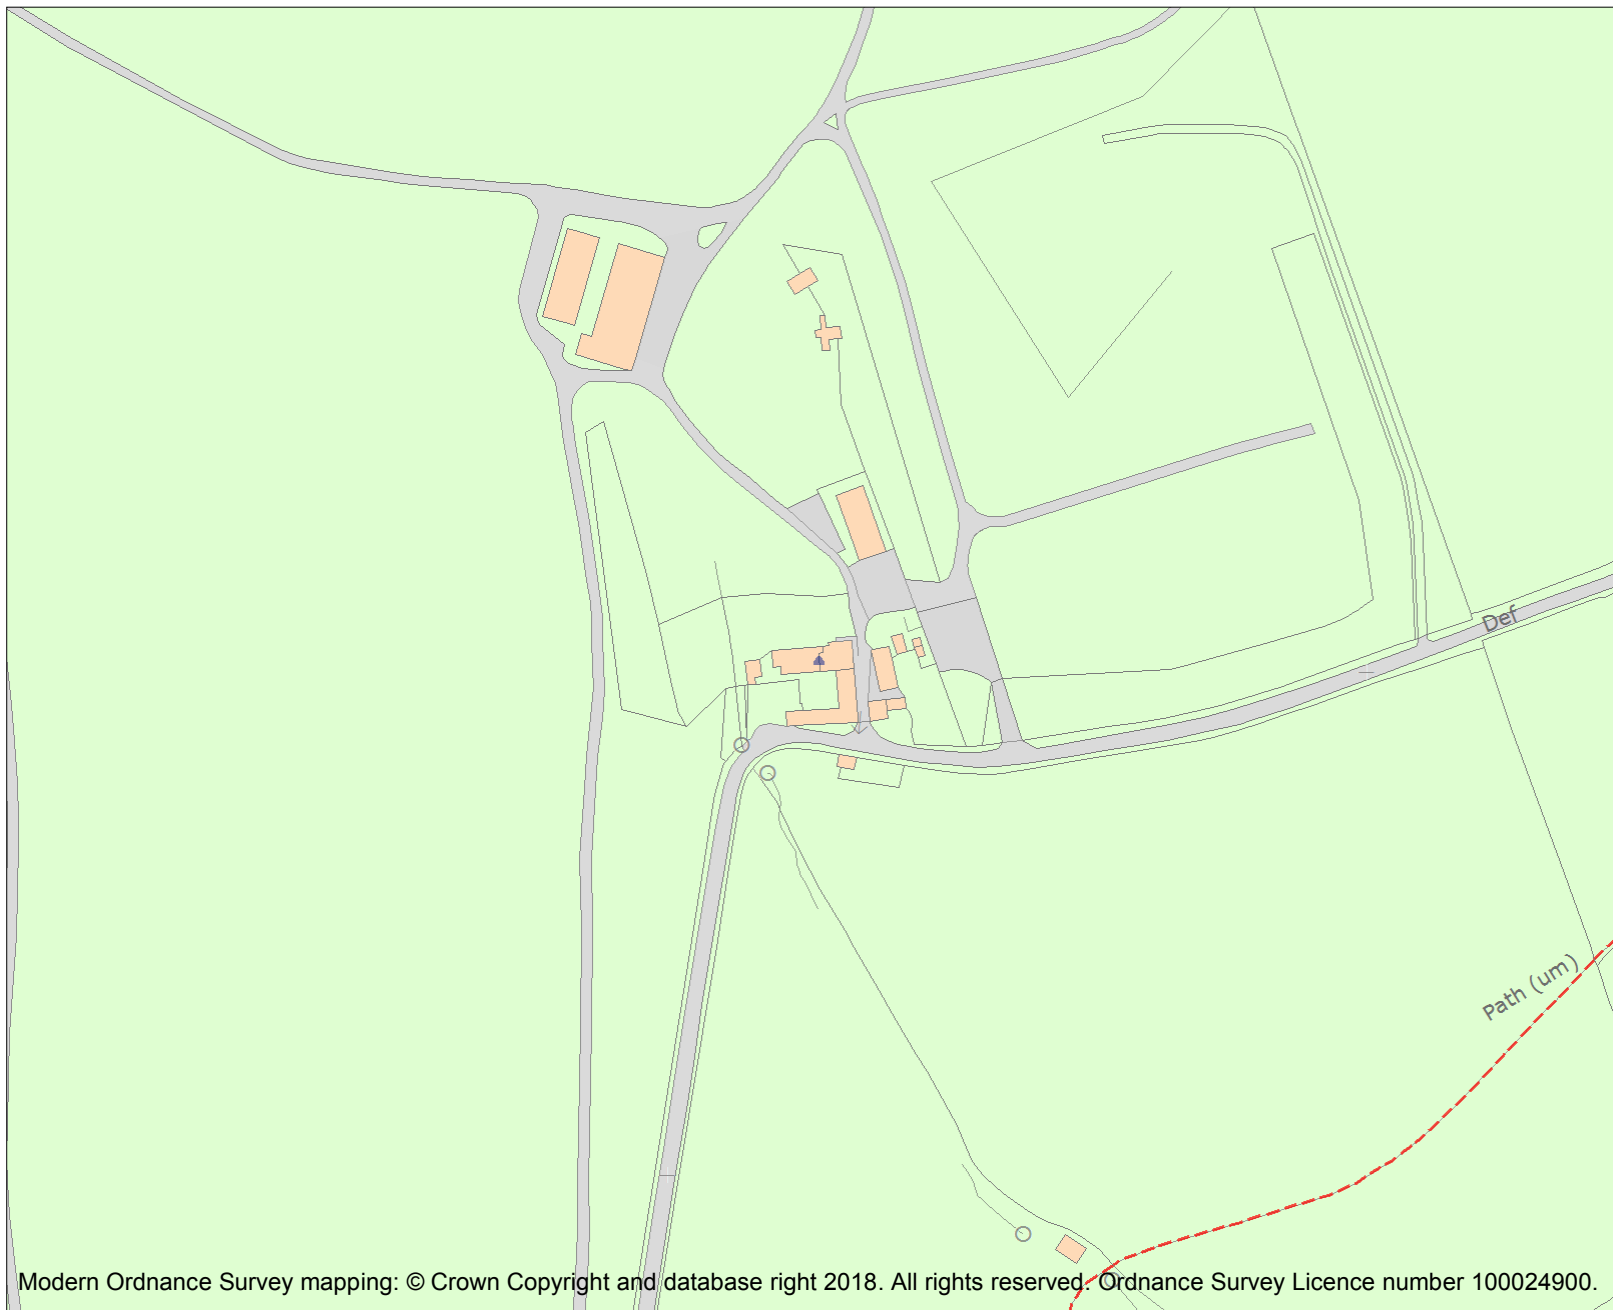 Def
Path (um)
Modern Ordnance Survey mapping: © Crown Copyright and database right 2018. All rights reserved. Ordnance Survey Licence number 100024900.